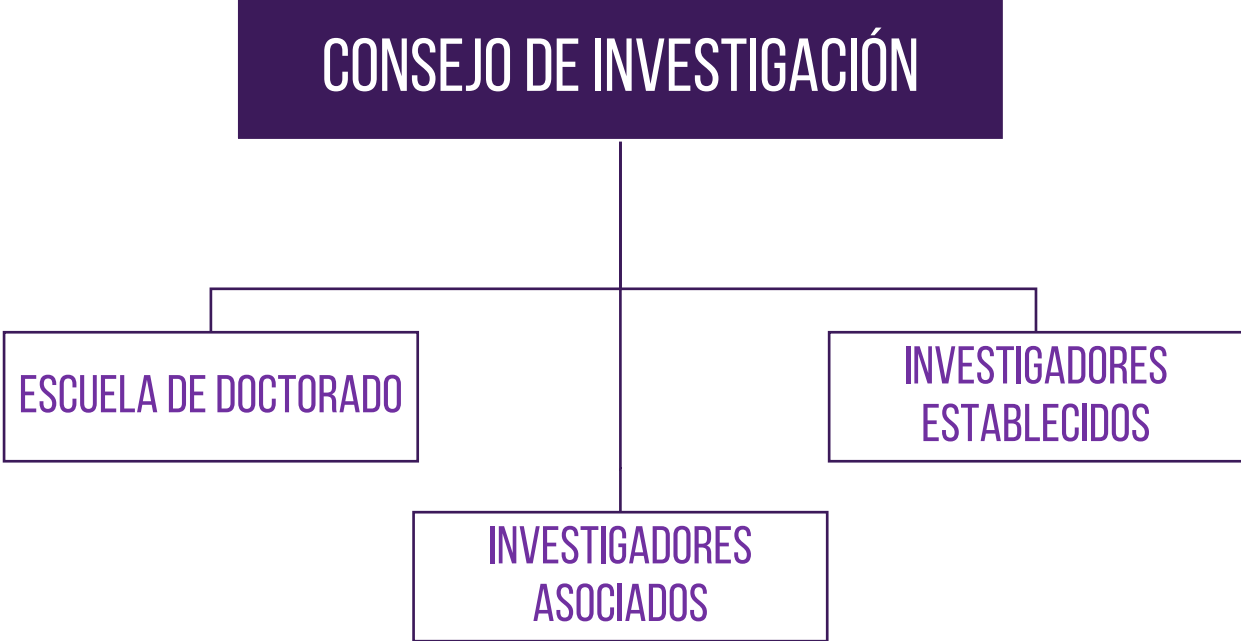 CONSEJO DE INVESTIGACIÓN
ESCUELA DE DOCTORADO
INVESTIGADORES
ESTABLECIDOS
INVESTIGADORES
ASOCIADOS